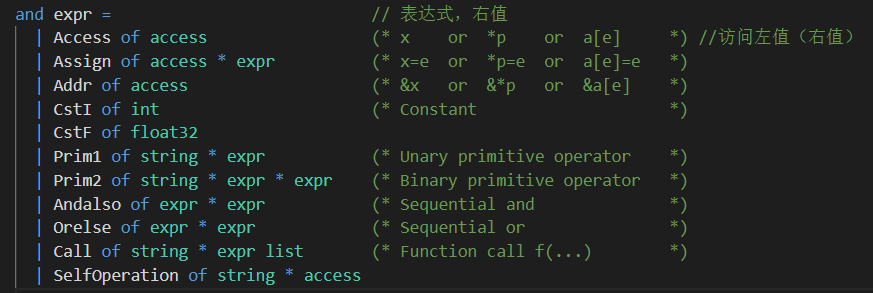 and expr = // 表达式，右值
| Access of access (* x or *p or a[e] *) //访问左值（右值）
| Assign of access * expr (* x=e or *p=e or a[e]=e *)
| Addr of access (* &x or &*p or &a[e] *)
| CstI of int (* Constant *)
| CstF of float32
| Prim1 of string * expr (* Unary primitive operator *)
| Prim2 of string * expr * expr (* Binary primitive operator *)
| Andalso of expr * expr (* Sequential and *)
| Orelse of expr * expr (* Sequential or *)
| Call of string * expr list (* Function call f(...) *)
| SelfOperation of string * access